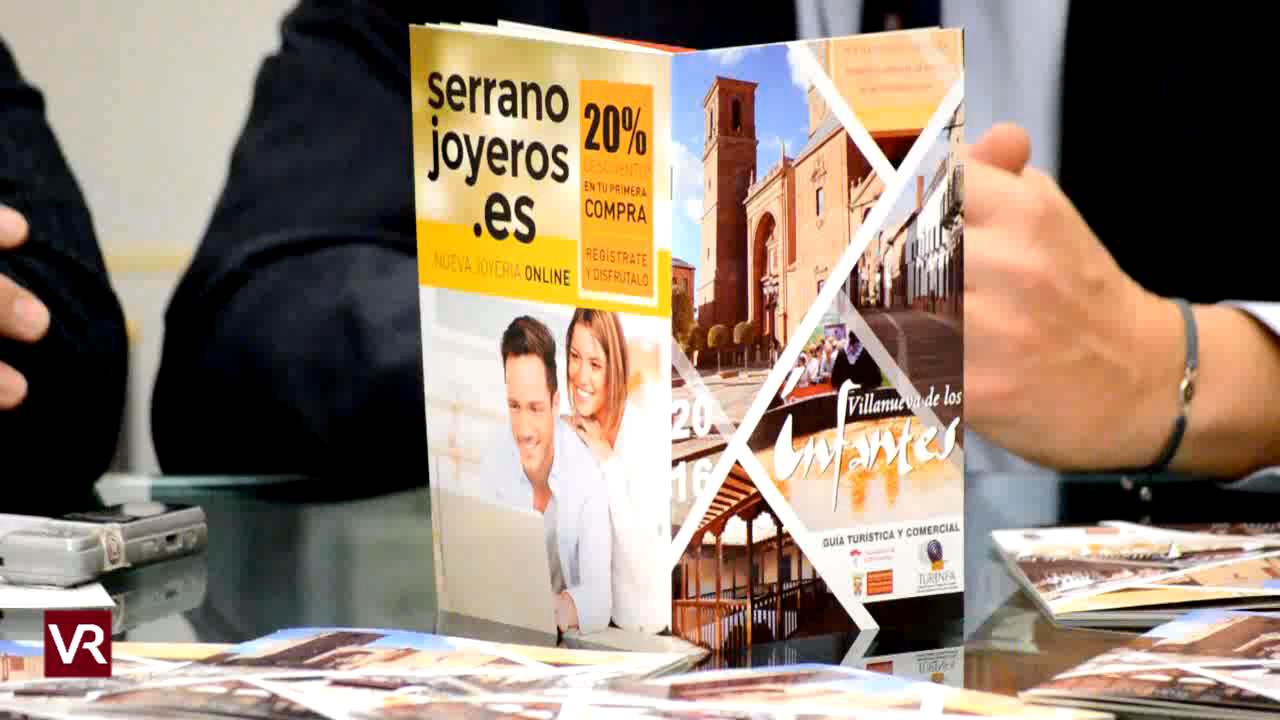 serrano
joyeros
.es
NUEVA JOYERIA ONLINE
20%
DESCUENTO
EN TU PRIMERA
COMPRA
REGÍSTRATE
Y DISFRÚTALO
20
16
Villanueva de los
infantes
GUÍA TURÍSTICA Y COMERCIAL
TURINFA
VR